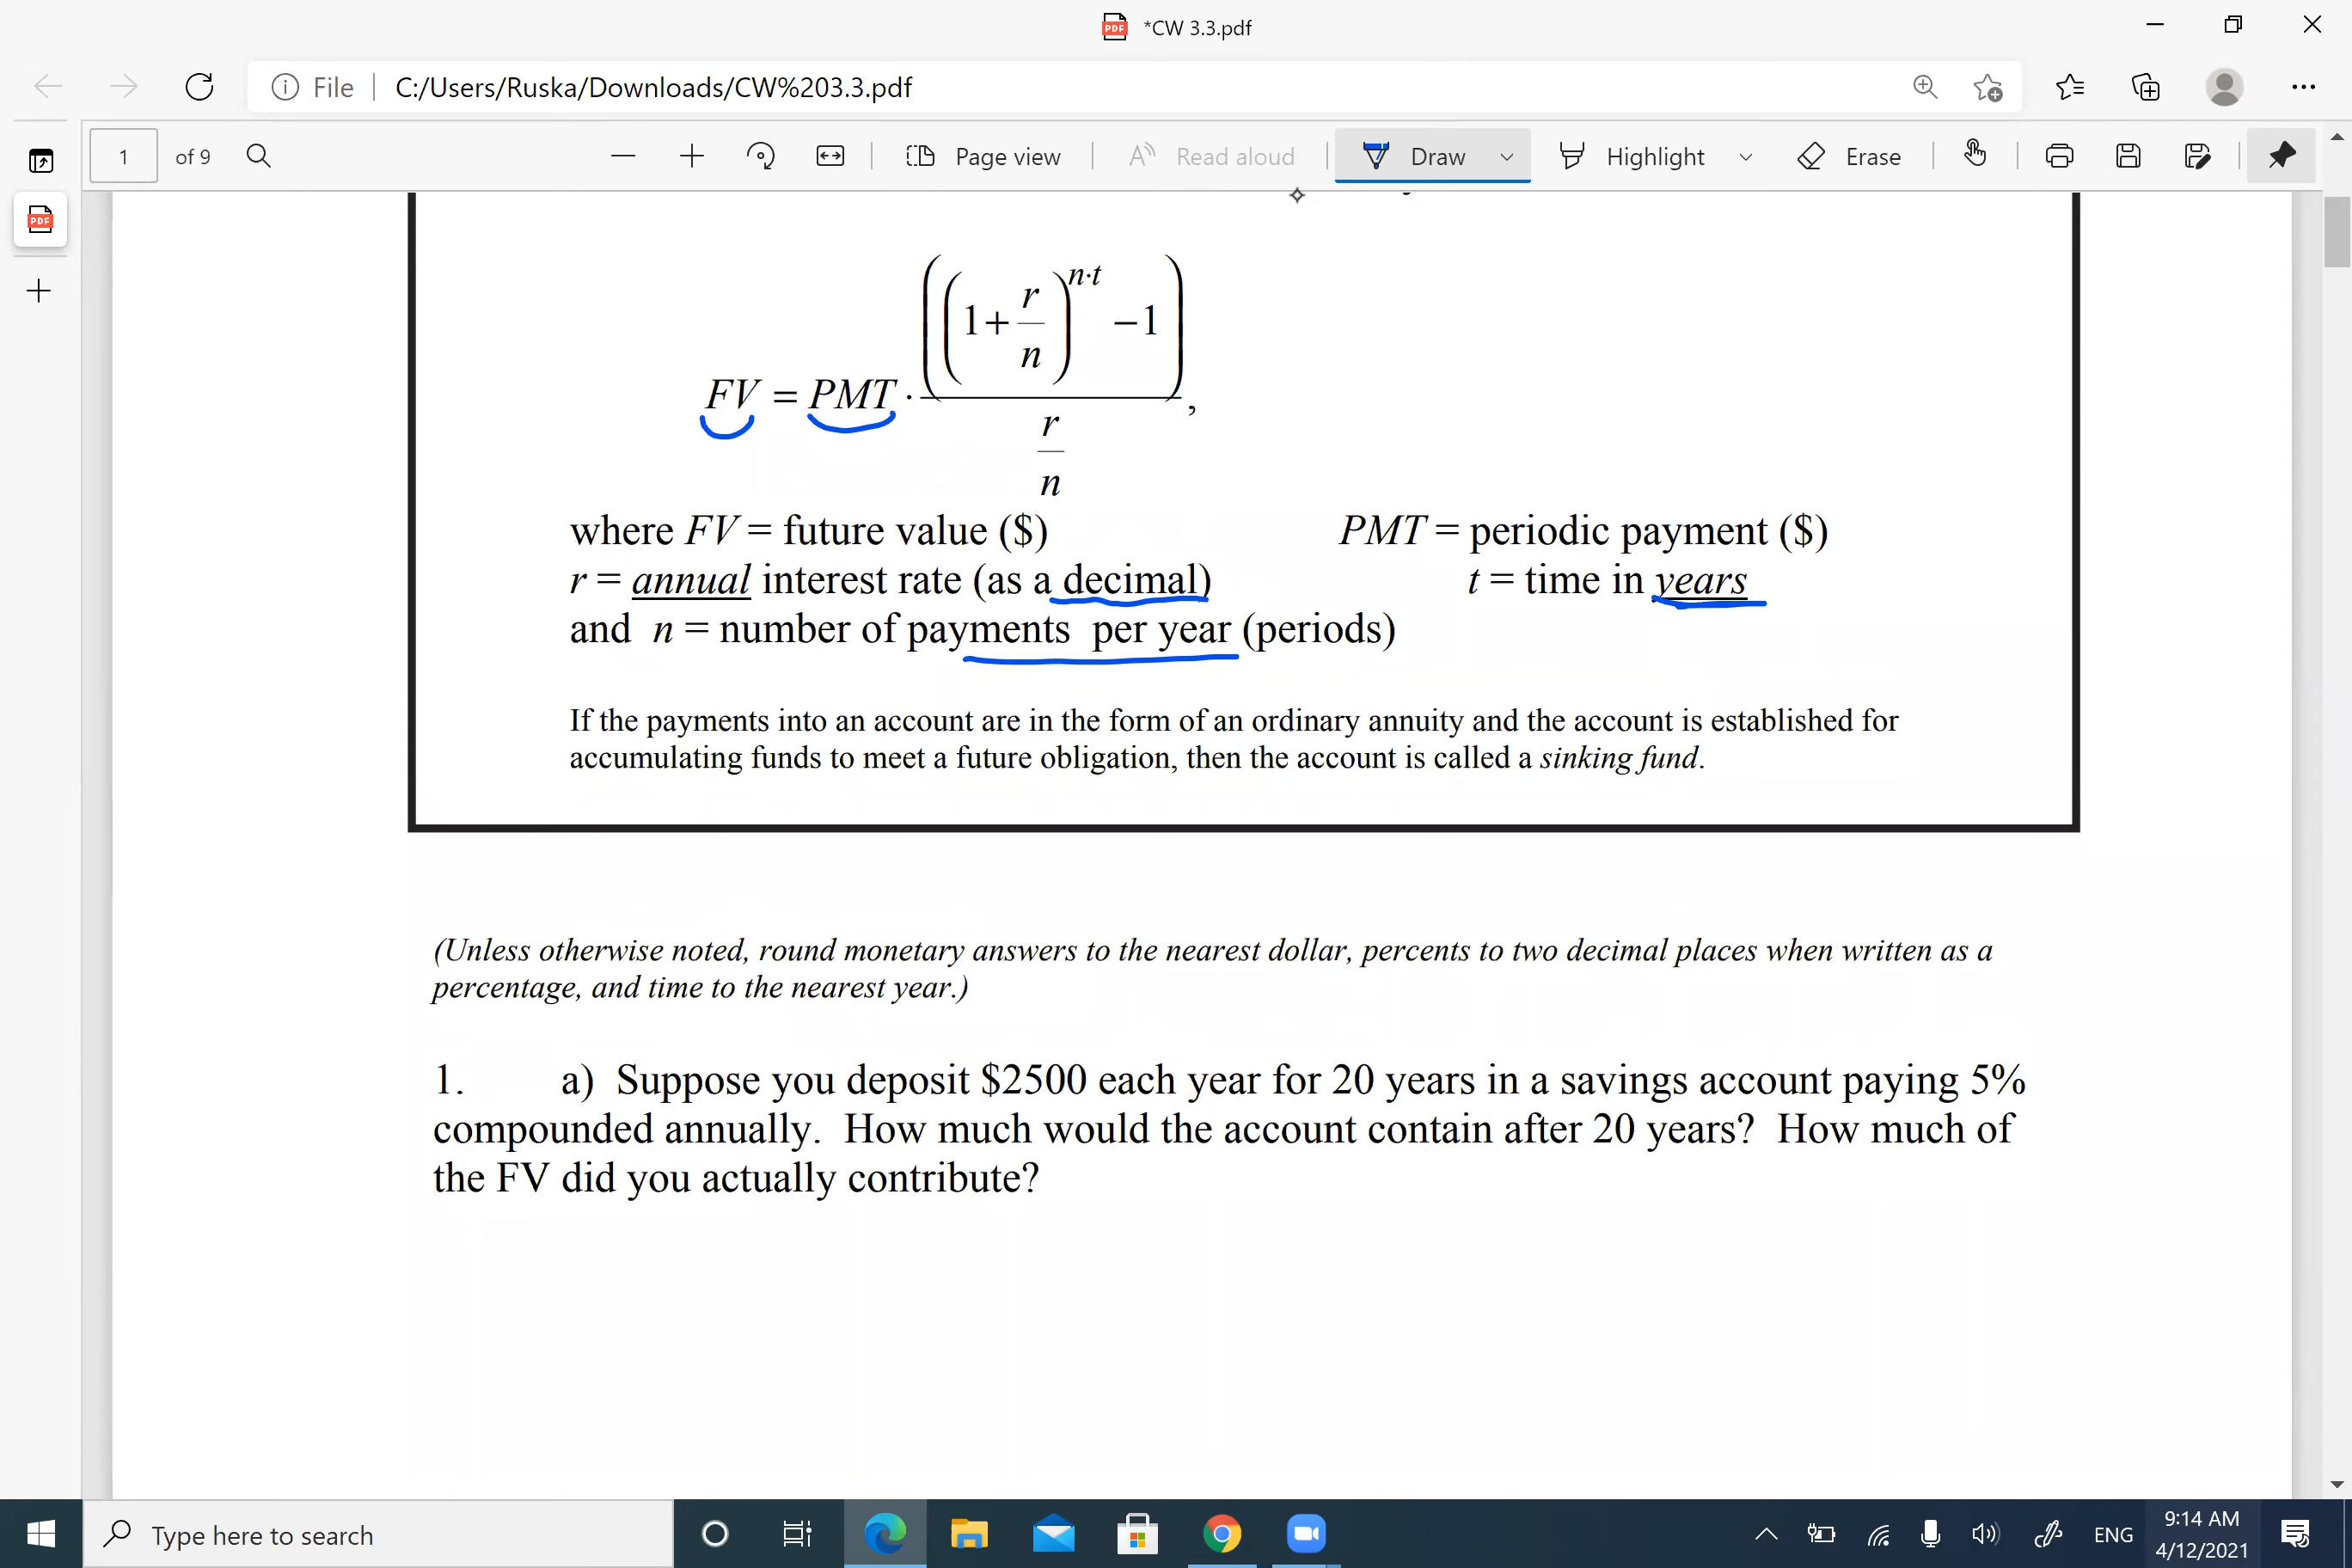 *CW 3.3.pdf
File C:/Users/Ruska/Downloads/CW%203.3.pdf
1 of 9 Page view Read aloud Draw Highlight Erase
FV = PMT · ((1 + r/n)^{n·t} − 1) / (r/n),
where FV = future value ($) PMT = periodic payment ($)
r = annual interest rate (as a decimal) t = time in years
and n = number of payments per year (periods)
If the payments into an account are in the form of an ordinary annuity and the account is established for
accumulating funds to meet a future obligation, then the account is called a sinking fund.
(Unless otherwise noted, round monetary answers to the nearest dollar, percents to two decimal places when written as a
percentage, and time to the nearest year.)
1. a) Suppose you deposit $2500 each year for 20 years in a savings account paying 5%
compounded annually. How much would the account contain after 20 years? How much of
the FV did you actually contribute?
Type here to search ENG 9:14 AM
4/12/2021